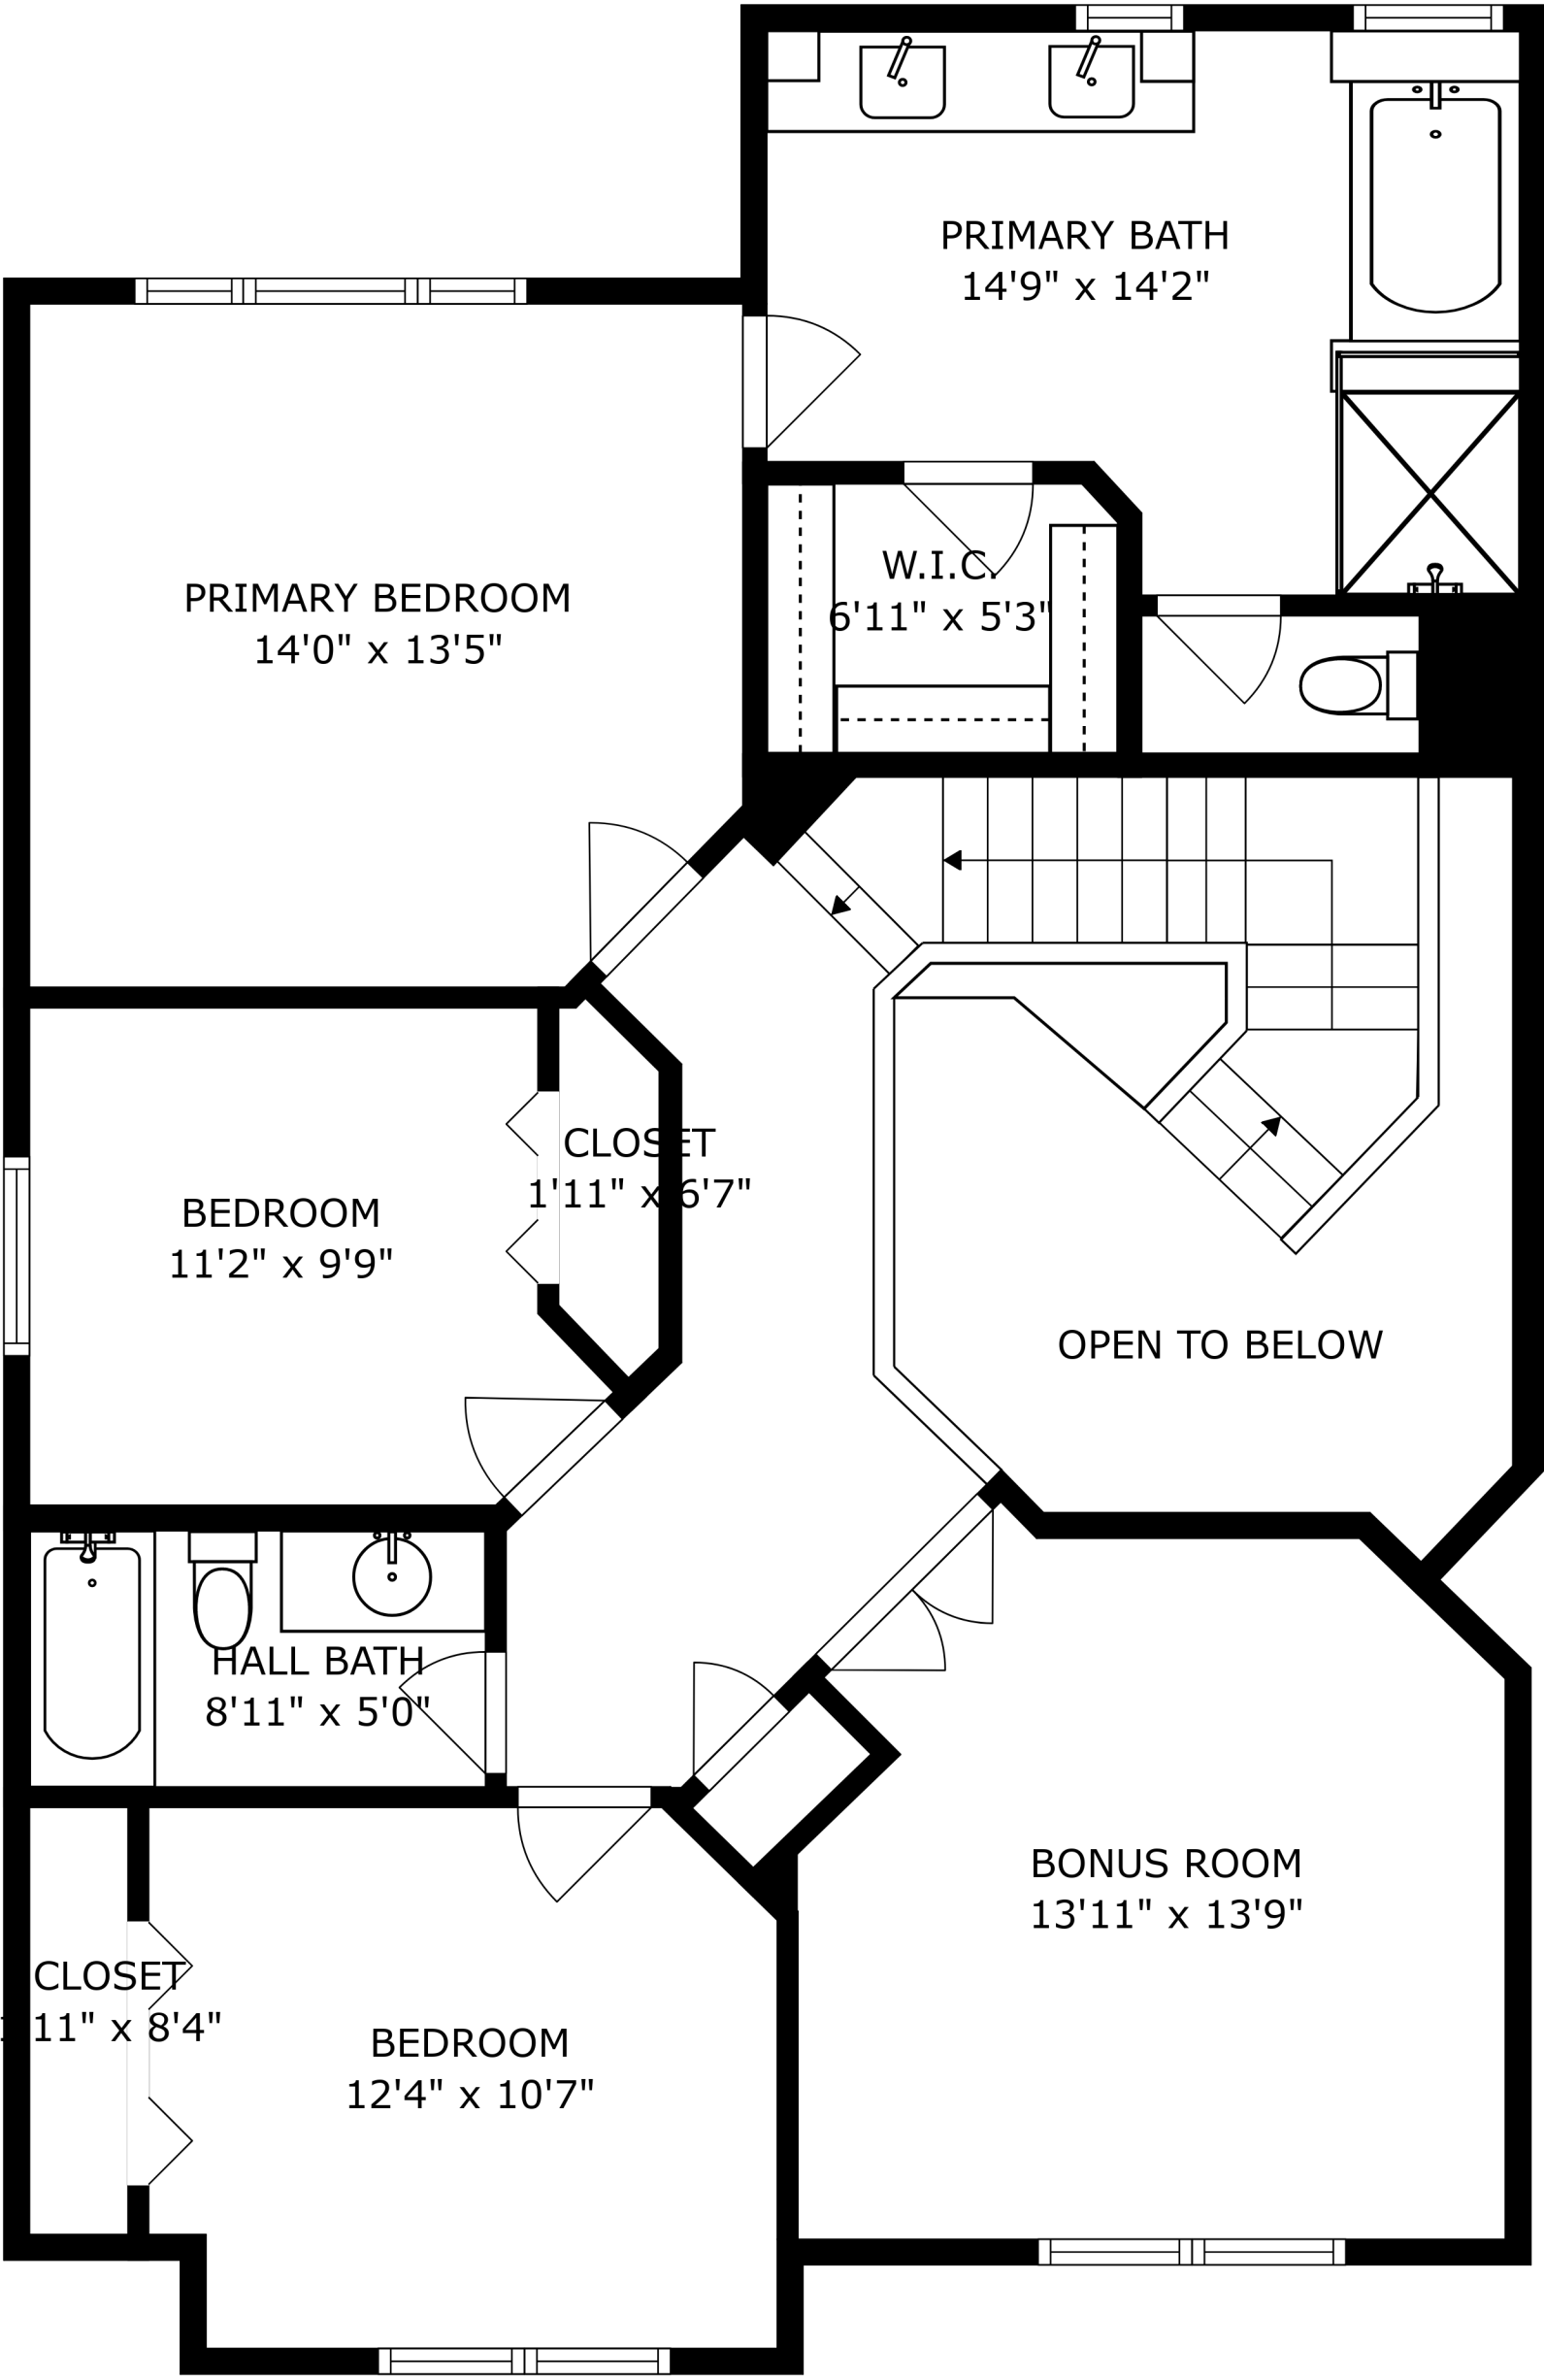 PRIMARY BATH
14'9" x 14'2"
PRIMARY BEDROOM
14'0" x 13'5"
W.I.C.
6'11" x 5'3"
CLOSET
1'11" x 6'7"
BEDROOM
11'2" x 9'9"
OPEN TO BELOW
HALL BATH
8'11" x 5'0"
BONUS ROOM
13'11" x 13'9"
CLOSET
11" x 8'4"
BEDROOM
12'4" x 10'7"